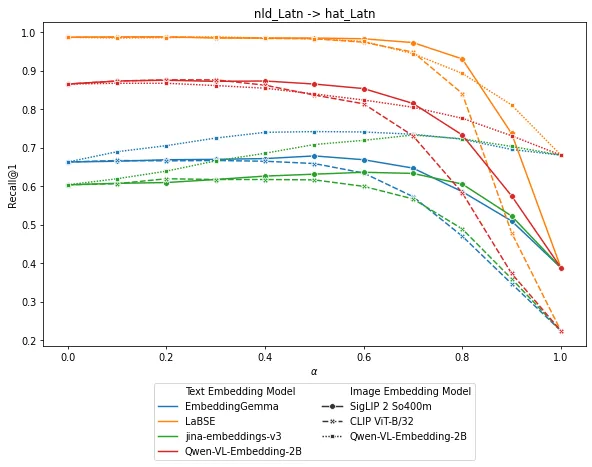 nld_Latn -> hat_Latn
1.0
0.9
0.8
0.7
0.6
0.5
0.4
0.3
0.2
Recall@1
0.0 0.2 0.4 0.6 0.8 1.0
α
Text Embedding Model
EmbeddingGemma
LaBSE
jina-embeddings-v3
Qwen-VL-Embedding-2B
Image Embedding Model
SigLIP 2 So400m
CLIP ViT-B/32
Qwen-VL-Embedding-2B